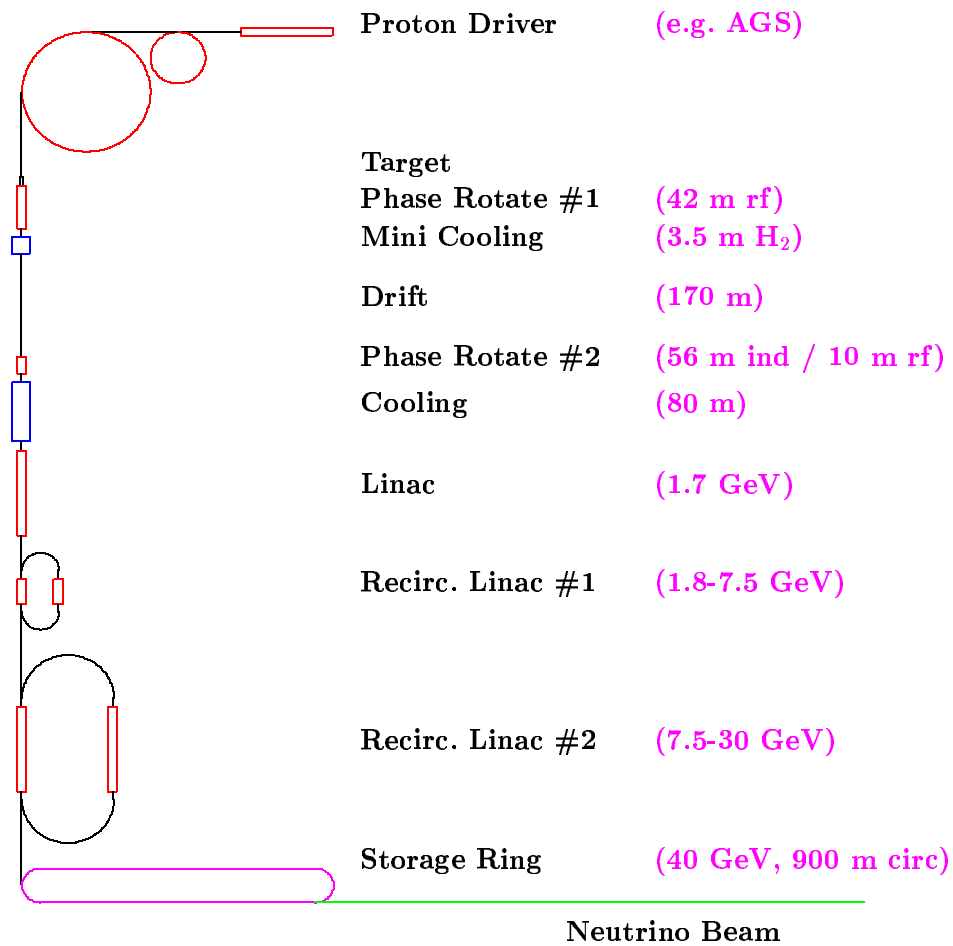 Proton Driver (e.g. AGS)
Target
Phase Rotate #1 (42 m rf)
Mini Cooling (3.5 m H₂)
Drift (170 m)
Phase Rotate #2 (56 m ind / 10 m rf)
Cooling (80 m)
Linac (1.7 GeV)
Recirc. Linac #1 (1.8-7.5 GeV)
Recirc. Linac #2 (7.5-30 GeV)
Storage Ring (40 GeV, 900 m circ)
Neutrino Beam